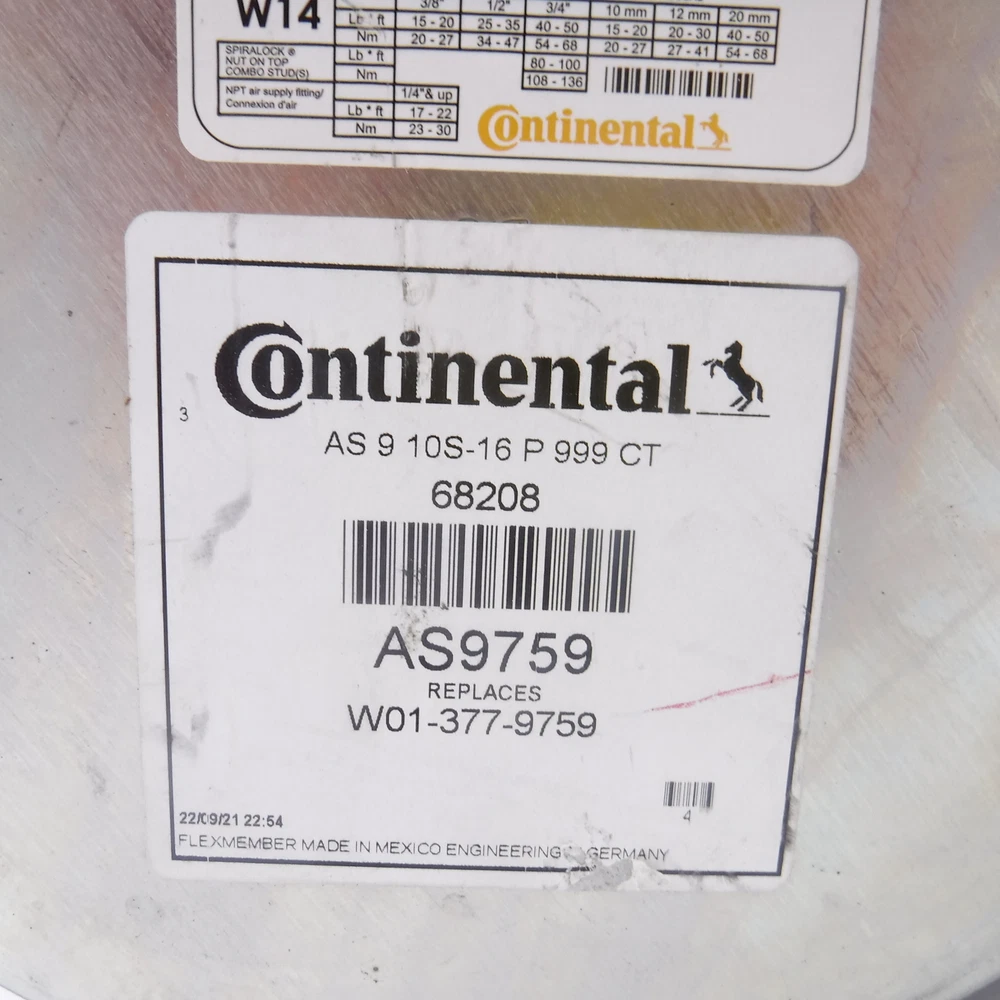 W14
3/8" 1/2" 3/4" 10 mm 12 mm 20 mm
Lb * ft 15 - 20 25 - 35 40 - 50 15 - 20 20 - 30 40 - 50
Nm 20 - 27 34 - 47 54 - 68 20 - 27 27 - 41 54 - 68
SPIRALOCK ®
NUT ON TOP
COMBO STUD(S)
Lb * ft 80 - 100
Nm 108 - 136
NPT air supply fitting/
Connexion d'air
1/4"& up
Lb * ft 17 - 22
Nm 23 - 30
Continental
Continental
3
AS 9 10S-16 P 999 CT
68208
AS9759
REPLACES
W01-377-9759
4
22/09/21 22:54
FLEXMEMBER MADE IN MEXICO ENGINEERING GERMANY